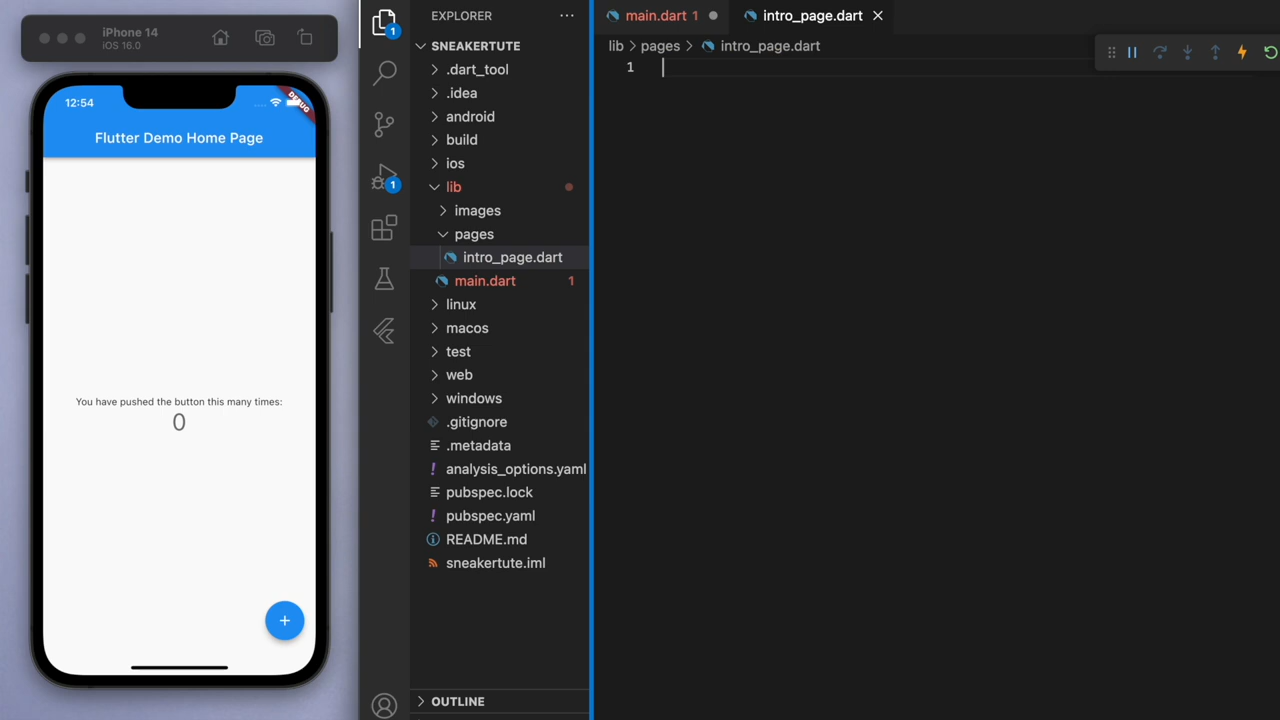 iPhone 14
iOS 16.0
12:54
DEBUG
Flutter Demo Home Page
You have pushed the button this many times:
0
+
1
1
EXPLORER
SNEAKERTUTE
.dart_tool
.idea
android
build
ios
lib
images
pages
intro_page.dart
main.dart 1
linux
macos
test
web
windows
.gitignore
.metadata
analysis_options.yaml
pubspec.lock
pubspec.yaml
README.md
sneakertute.iml
OUTLINE
main.dart 1
intro_page.dart
lib > pages > intro_page.dart
1